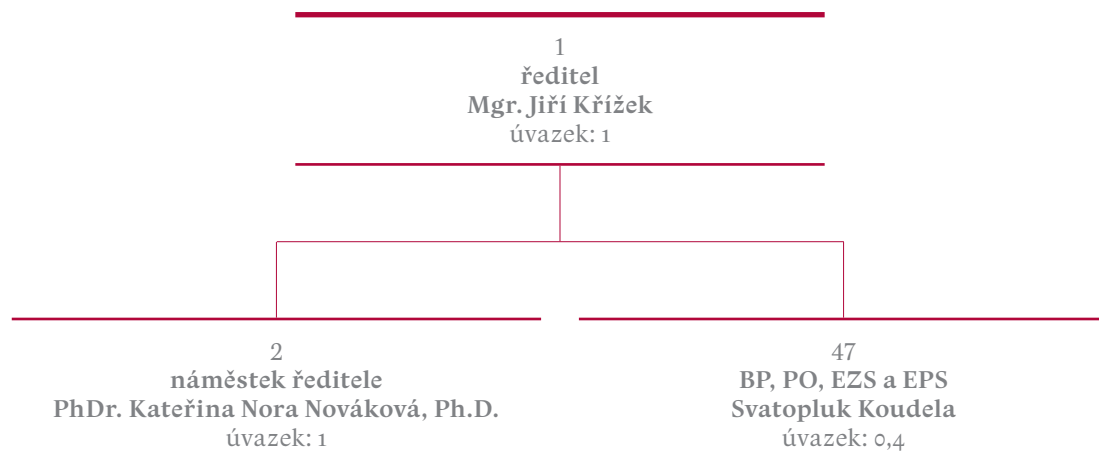 1
ředitel
Mgr. Jiří Křížek
úvazek: 1
2
náměstek ředitele
PhDr. Kateřina Nora Nováková, Ph.D.
úvazek: 1
47
BP, PO, EZS a EPS
Svatopluk Koudela
úvazek: 0,4